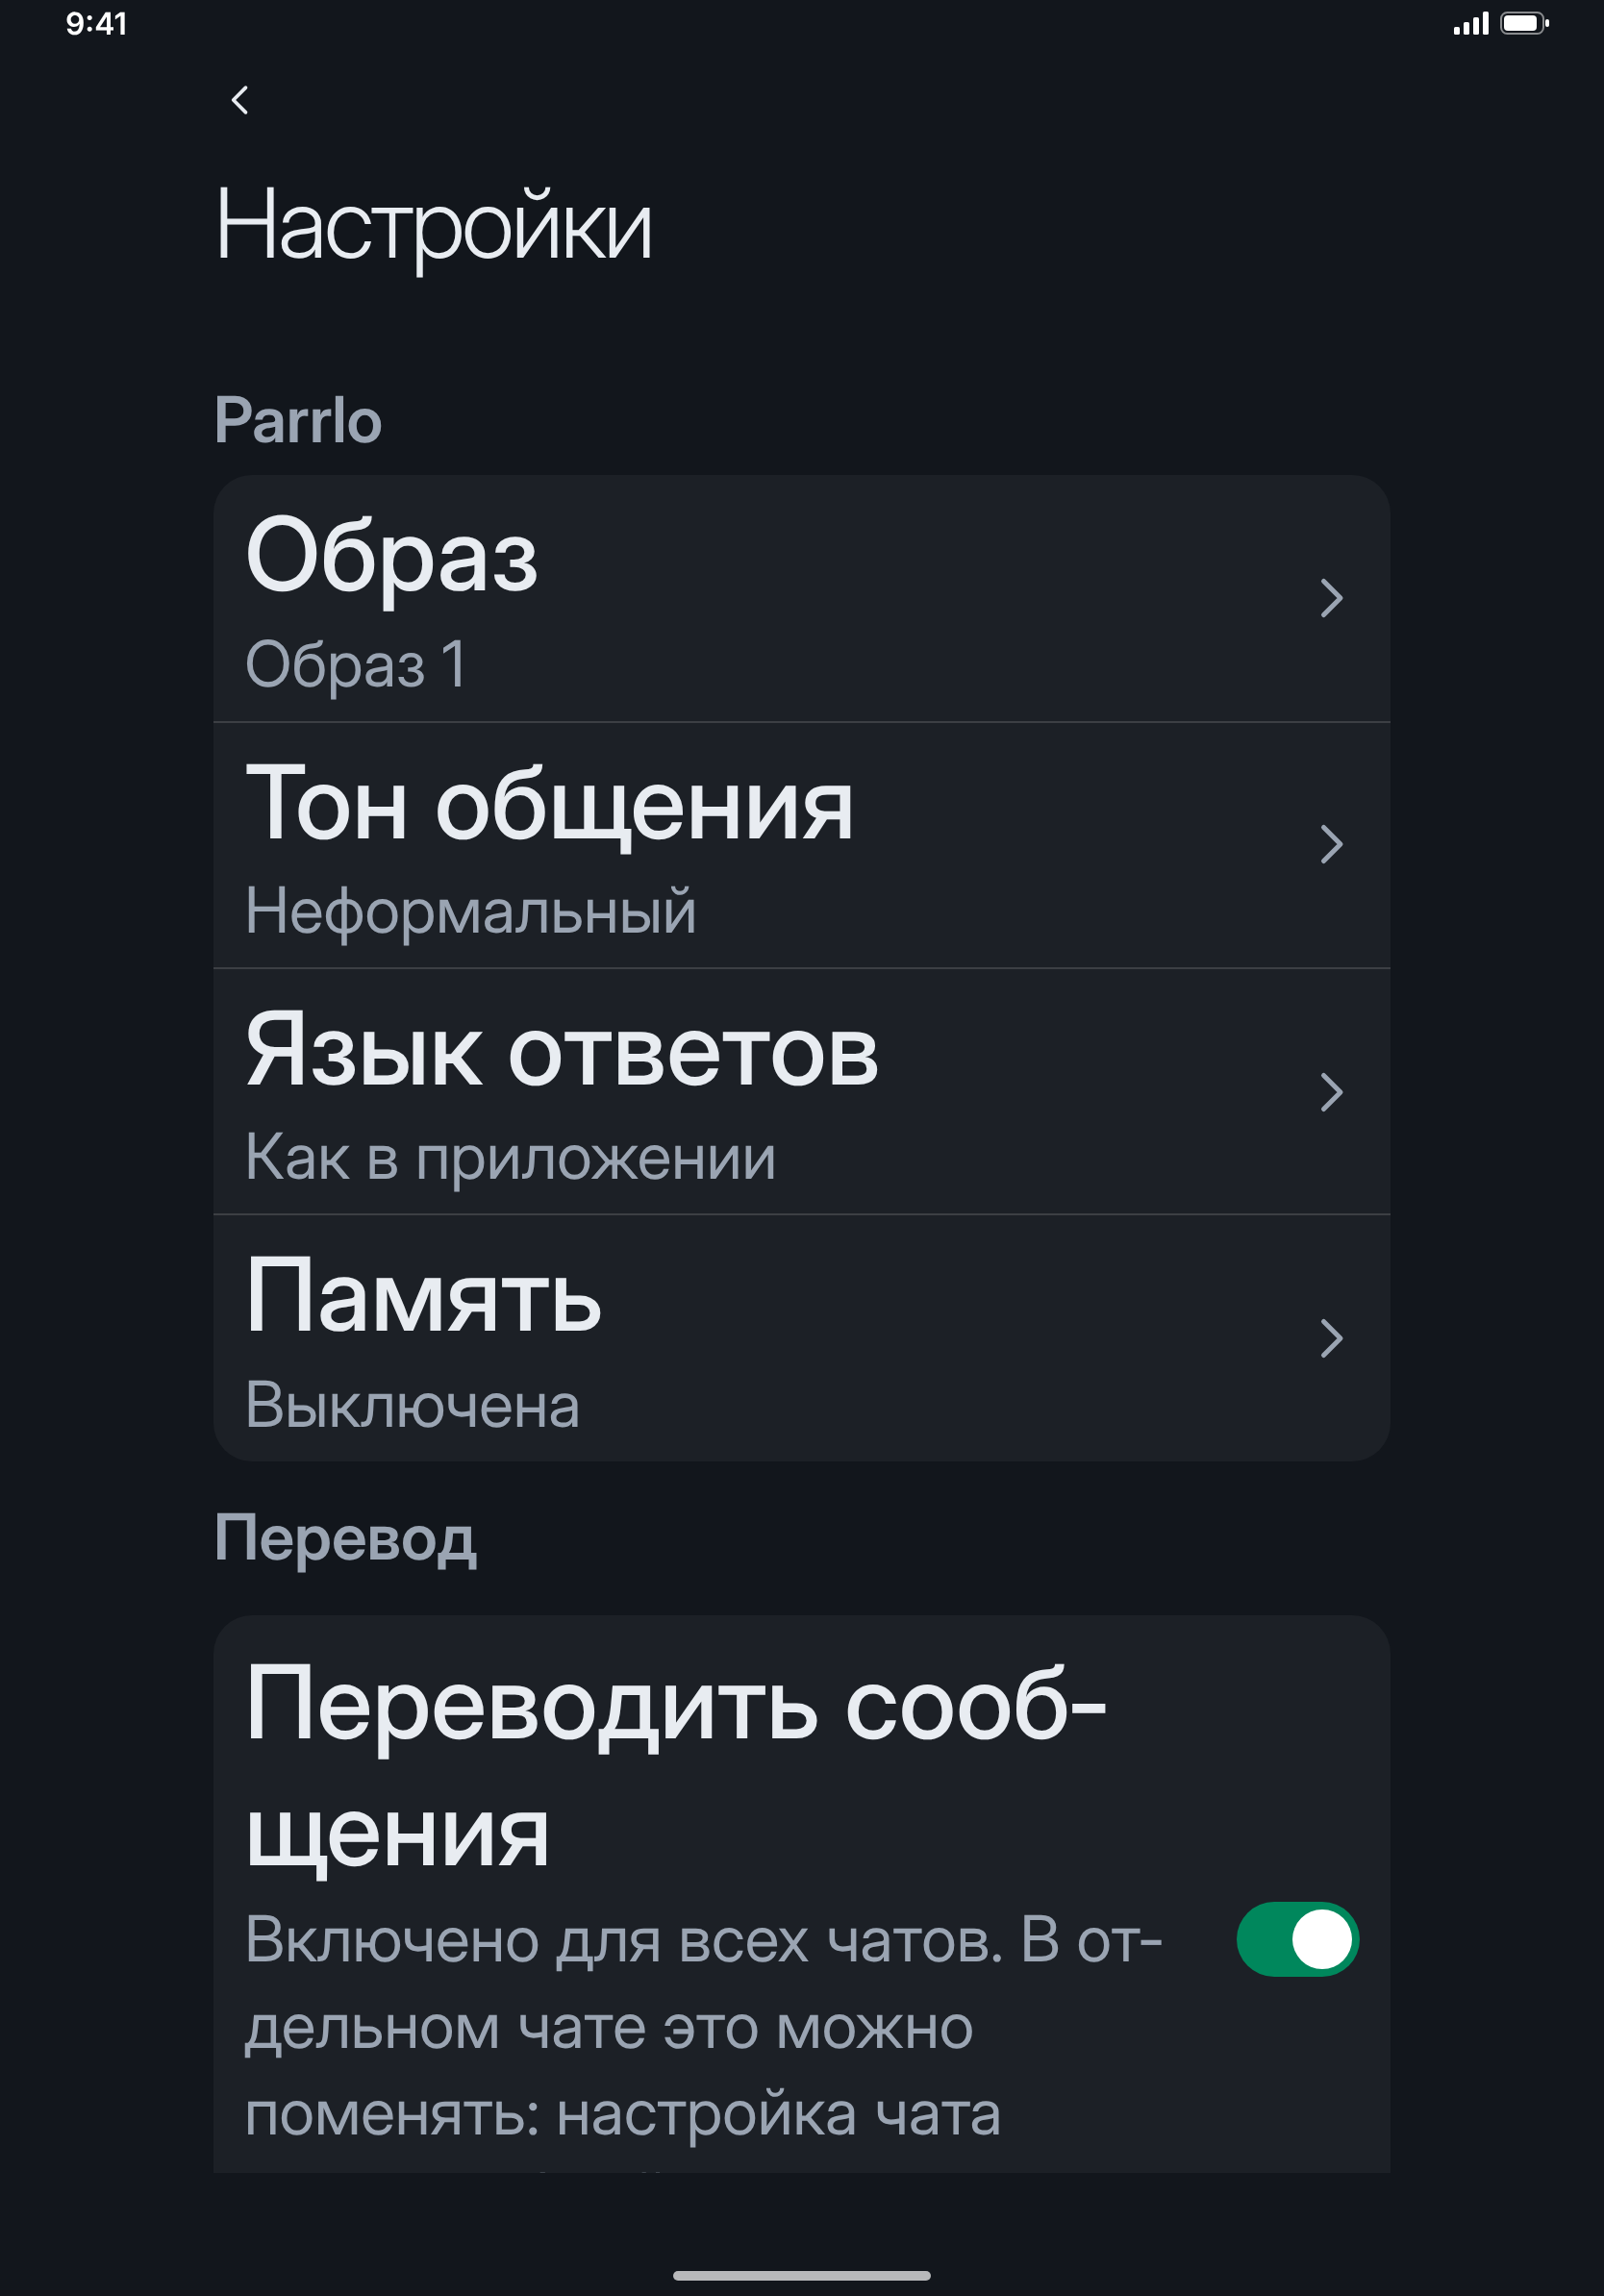 9:41
Настройки
Parrlo
Образ
Образ 1
Тон общения
Неформальный
Язык ответов
Как в приложении
Память
Выключена
Перевод
Переводить сооб-
щения
Включено для всех чатов. В от-
дельном чате это можно
поменять: настройка чата